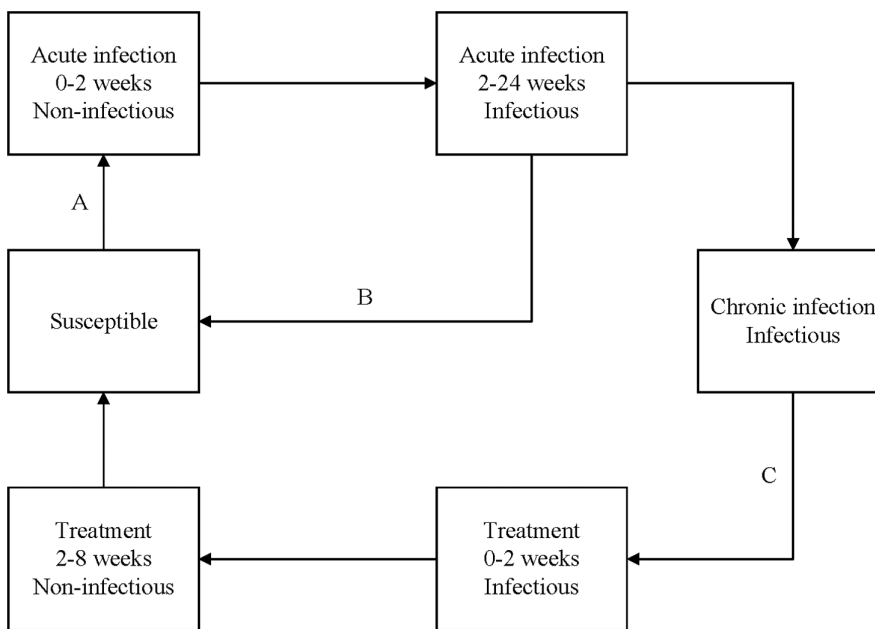 Acute infection
0-2 weeks
Non-infectious
Acute infection
2-24 weeks
Infectious
A
Susceptible
B
Chronic infection
Infectious
C
Treatment
2-8 weeks
Non-infectious
Treatment
0-2 weeks
Infectious